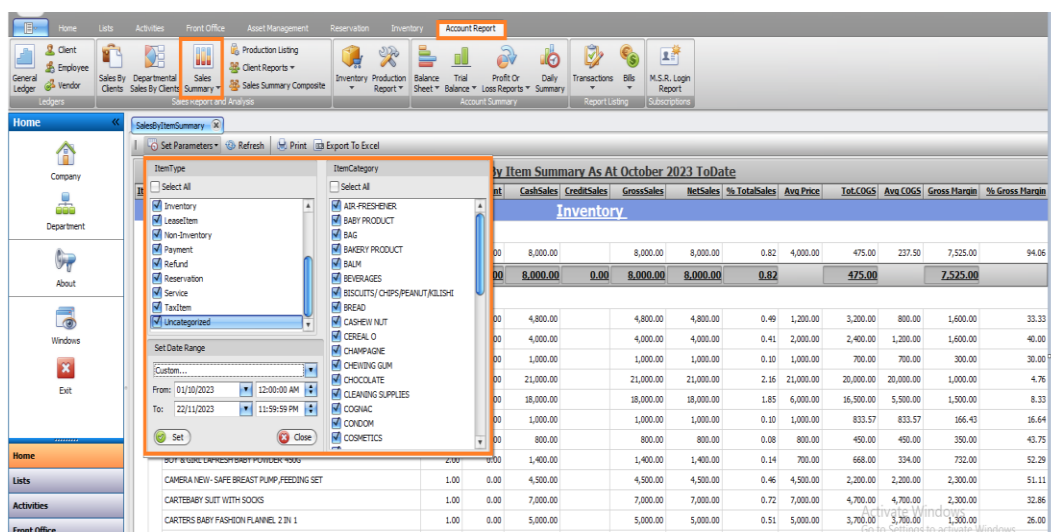 Home Lists Activities Front Office Asset Management Reservation Inventory Account Report
General Ledger
Client
Employee
Vendor
Ledgers
Sales By Clients
Departmental Sales By Clients
Sales Summary
Production Listing
Client Reports
Sales Summary Composite
Sales Report and Analysis
Inventory
Production Report
Balance Sheet
Trial Balance
Profit Or Loss Reports
Daily Summary
Account Summary
Transactions
Bills
Report Listing
M.S.R. Login Report
Subscriptions
Home «
Company
Department
About
Windows
Exit
Home
Lists
Activities
Front Office
SalesByItemSummary
Set Parameters Refresh Print Export To Excel
By Item Summary As At October 2023 ToDate
CashSales CreditSales GrossSales NetSales % TotalSales Avg Price Tot.COGS Avg COGS Gross Margin % Gross Margin
Inventory
ItemType
Select All
Inventory
LeaseItem
Non-Inventory
Payment
Refund
Reservation
Service
TaxItem
Uncategorized
Set Date Range
Custom...
From: 01/10/2023 12:00:00 AM
To: 22/11/2023 11:59:59 PM
Set Close
ItemCategory
Select All
AIR-FRESHENER
BABY PRODUCT
BAG
BAKERY PRODUCT
BALM
BEVERAGES
BISCUITS/ CHIPS/PEANUT/KILISHI
BREAD
CASHEW NUT
CEREAL O
CHAMPAGNE
CHEWING GUM
CHOCOLATE
CLEANING SUPPLIES
COGNAC
CONDOM
COSMETICS
00 8,000.00 8,000.00 8,000.00 0.82 4,000.00 475.00 237.50 7,525.00 94.06
00 8,000.00 0.00 8,000.00 8,000.00 0.82 475.00 7,525.00
00 4,800.00 4,800.00 4,800.00 0.49 1,200.00 3,200.00 800.00 1,600.00 33.33
00 4,000.00 4,000.00 4,000.00 0.41 2,000.00 2,400.00 1,200.00 1,600.00 40.00
00 1,000.00 1,000.00 1,000.00 0.10 1,000.00 700.00 700.00 300.00 30.00
00 21,000.00 21,000.00 21,000.00 2.16 21,000.00 20,000.00 20,000.00 1,000.00 4.76
00 18,000.00 18,000.00 18,000.00 1.85 6,000.00 16,500.00 5,500.00 1,500.00 8.33
00 1,000.00 1,000.00 1,000.00 0.10 1,000.00 833.57 833.57 166.43 16.64
00 800.00 800.00 800.00 0.08 800.00 450.00 450.00 350.00 43.75
BOY & GIRL LAFRESH BABY POWDER 450G 2.00 0.00 1,400.00 1,400.00 1,400.00 0.14 700.00 668.00 334.00 732.00 52.29
CAMERA NEW- SAFE BREAST PUMP,FEEDING SET 1.00 0.00 4,500.00 4,500.00 4,500.00 0.46 4,500.00 2,200.00 2,200.00 2,300.00 51.11
CARTEBABY SUIT WITH SOCKS 1.00 0.00 7,000.00 7,000.00 7,000.00 0.72 7,000.00 4,700.00 4,700.00 2,300.00 32.86
CARTERS BABY FASHION FLANNEL 2 IN 1 1.00 0.00 5,000.00 5,000.00 5,000.00 0.51 5,000.00 3,700.00 3,700.00 1,300.00 26.00
Activate Windows
Go to Settings to activate Windows.